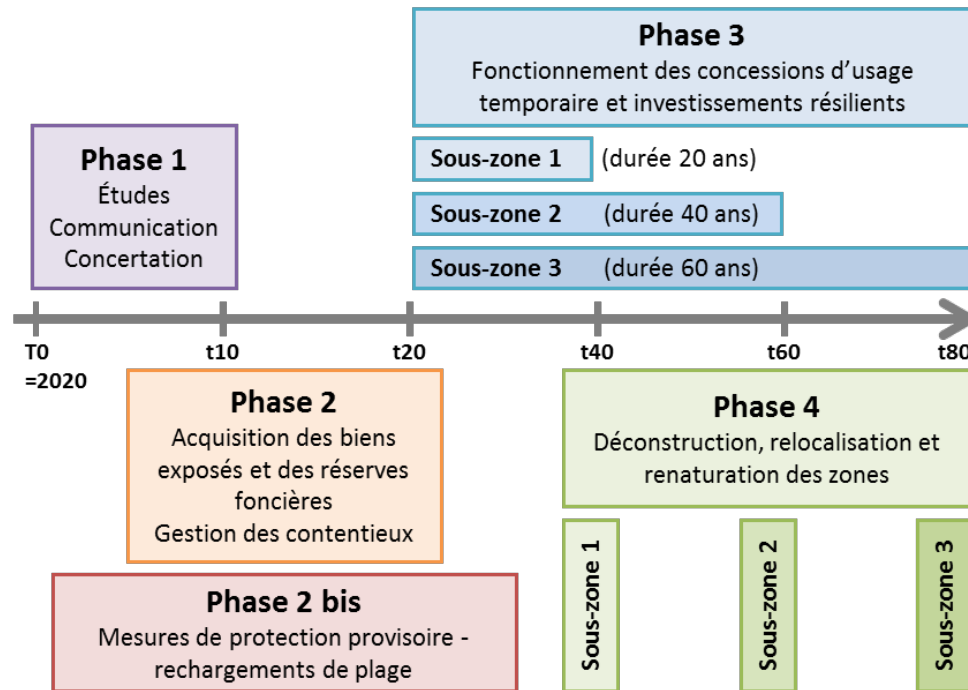 Phase 3
Fonctionnement des concessions d'usage
temporaire et investissements résilients
Phase 1
Études
Communication
Concertation
Sous-zone 1 (durée 20 ans)
Sous-zone 2 (durée 40 ans)
Sous-zone 3 (durée 60 ans)
T0
=2020
t10
t20
t40
t60
t80
Phase 2
Acquisition des biens
exposés et des réserves
foncières
Gestion des contentieux
Phase 4
Déconstruction, relocalisation et
renaturation des zones
Phase 2 bis
Mesures de protection provisoire -
rechargements de plage
Sous-zone 1
Sous-zone 2
Sous-zone 3